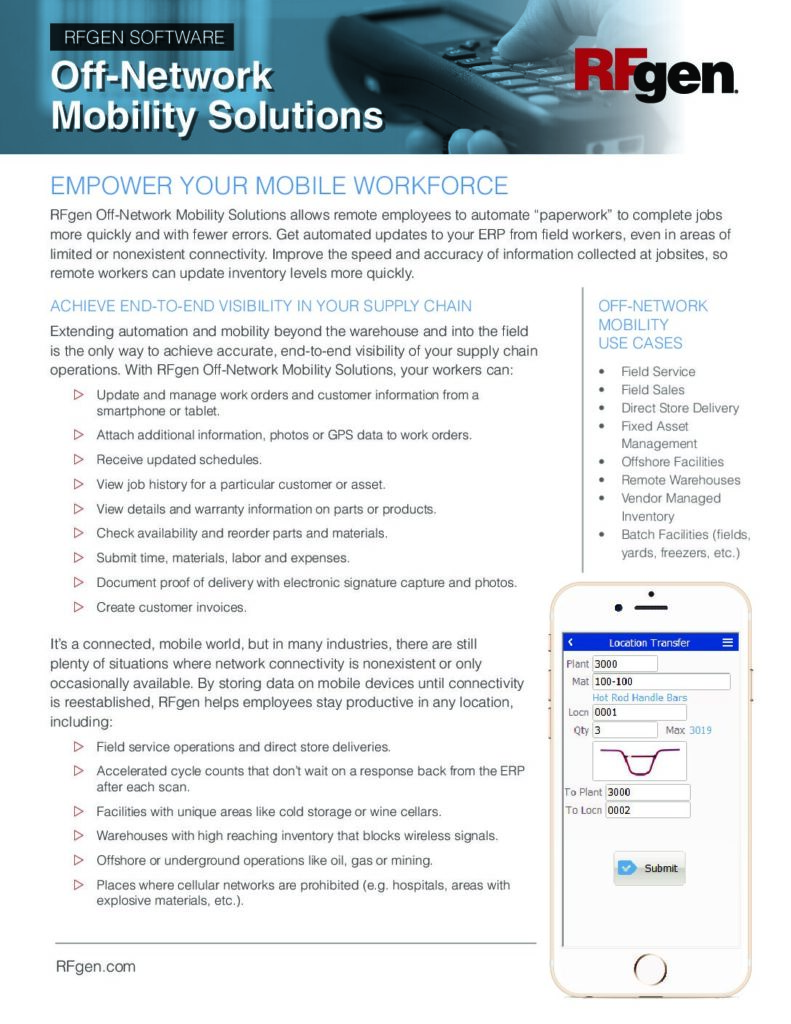 RFGEN SOFTWARE
Off-Network
Mobility Solutions
RFgen.
EMPOWER YOUR MOBILE WORKFORCE
RFgen Off-Network Mobility Solutions allows remote employees to automate “paperwork” to complete jobs
more quickly and with fewer errors. Get automated updates to your ERP from field workers, even in areas of
limited or nonexistent connectivity. Improve the speed and accuracy of information collected at jobsites, so
remote workers can update inventory levels more quickly.
ACHIEVE END-TO-END VISIBILITY IN YOUR SUPPLY CHAIN
Extending automation and mobility beyond the warehouse and into the field
is the only way to achieve accurate, end-to-end visibility of your supply chain
operations. With RFgen Off-Network Mobility Solutions, your workers can:
▷ Update and manage work orders and customer information from a
smartphone or tablet.
▷ Attach additional information, photos or GPS data to work orders.
▷ Receive updated schedules.
▷ View job history for a particular customer or asset.
▷ View details and warranty information on parts or products.
▷ Check availability and reorder parts and materials.
▷ Submit time, materials, labor and expenses.
▷ Document proof of delivery with electronic signature capture and photos.
▷ Create customer invoices.
It’s a connected, mobile world, but in many industries, there are still
plenty of situations where network connectivity is nonexistent or only
occasionally available. By storing data on mobile devices until connectivity
is reestablished, RFgen helps employees stay productive in any location,
including:
▷ Field service operations and direct store deliveries.
▷ Accelerated cycle counts that don’t wait on a response back from the ERP
after each scan.
▷ Facilities with unique areas like cold storage or wine cellars.
▷ Warehouses with high reaching inventory that blocks wireless signals.
▷ Offshore or underground operations like oil, gas or mining.
▷ Places where cellular networks are prohibited (e.g. hospitals, areas with
explosive materials, etc.).
OFF-NETWORK
MOBILITY
USE CASES
• Field Service
• Field Sales
• Direct Store Delivery
• Fixed Asset
Management
• Offshore Facilities
• Remote Warehouses
• Vendor Managed
Inventory
• Batch Facilities (fields,
yards, freezers, etc.)
Location Transfer
Plant 3000
Mat 100-100
Hot Rod Handle Bars
Locn 0001
Qty 3 Max 3019
To Plant 3000
To Locn 0002
Submit
RFgen.com